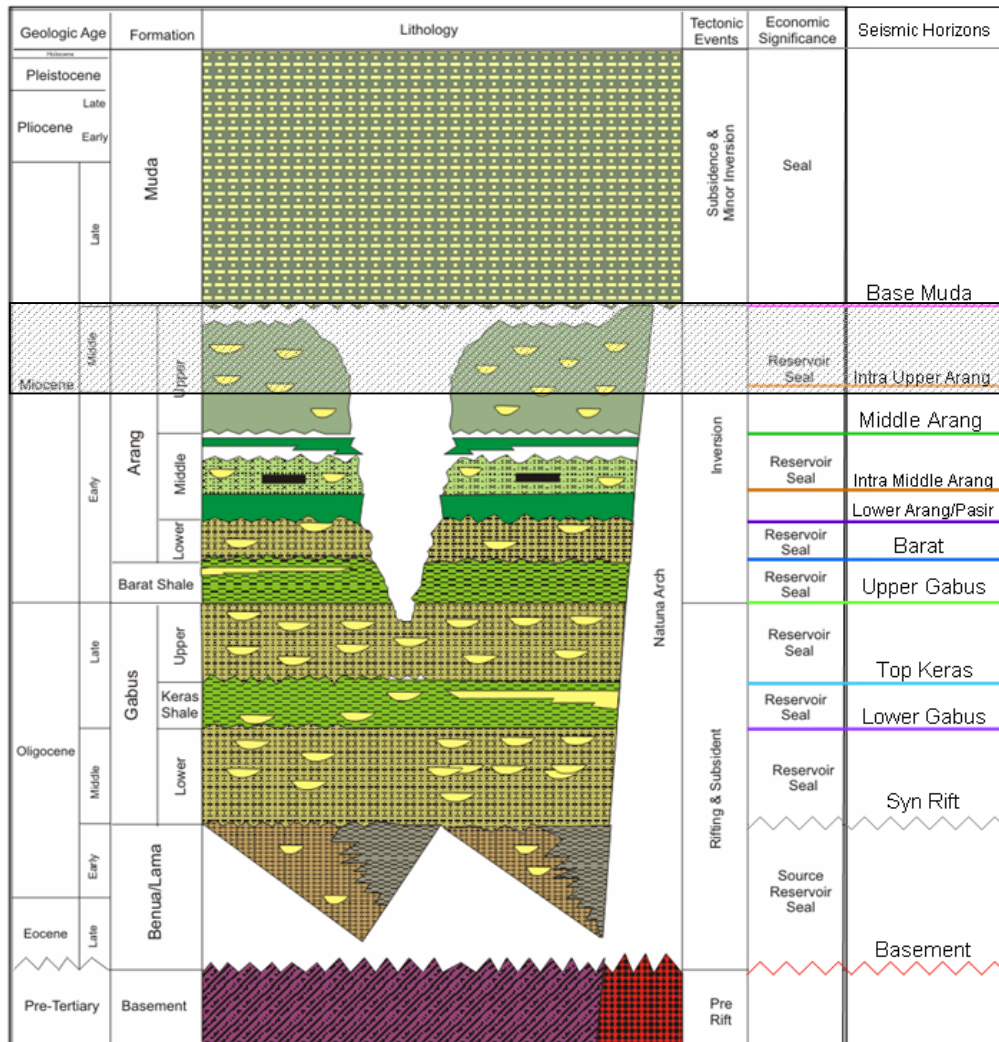 Geologic Age
Formation
Lithology
Tectonic
Events
Economic
Significance
Seismic Horizons
Holocene
Pleistocene
Pliocene
Late
Early
Muda
Subsidence &
Minor Inversion
Seal
Late
Base Muda
Miocene
Middle
Upper
Reservoir
Seal
Intra Upper Arang
Middle Arang
Early
Arang
Middle
Inversion
Reservoir
Seal
Intra Middle Arang
Lower Arang/Pasir
Lower
Reservoir
Seal
Barat
Barat Shale
Reservoir
Seal
Upper Gabus
Natuna Arch
Oligocene
Late
Gabus
Upper
Reservoir
Seal
Top Keras
Keras
Shale
Reservoir
Seal
Lower Gabus
Middle
Lower
Rifting & Subsident
Reservoir
Seal
Syn Rift
Early
Benua/Lama
Source
Reservoir
Seal
Eocene
Late
Basement
Pre-Tertiary
Basement
Pre
Rift